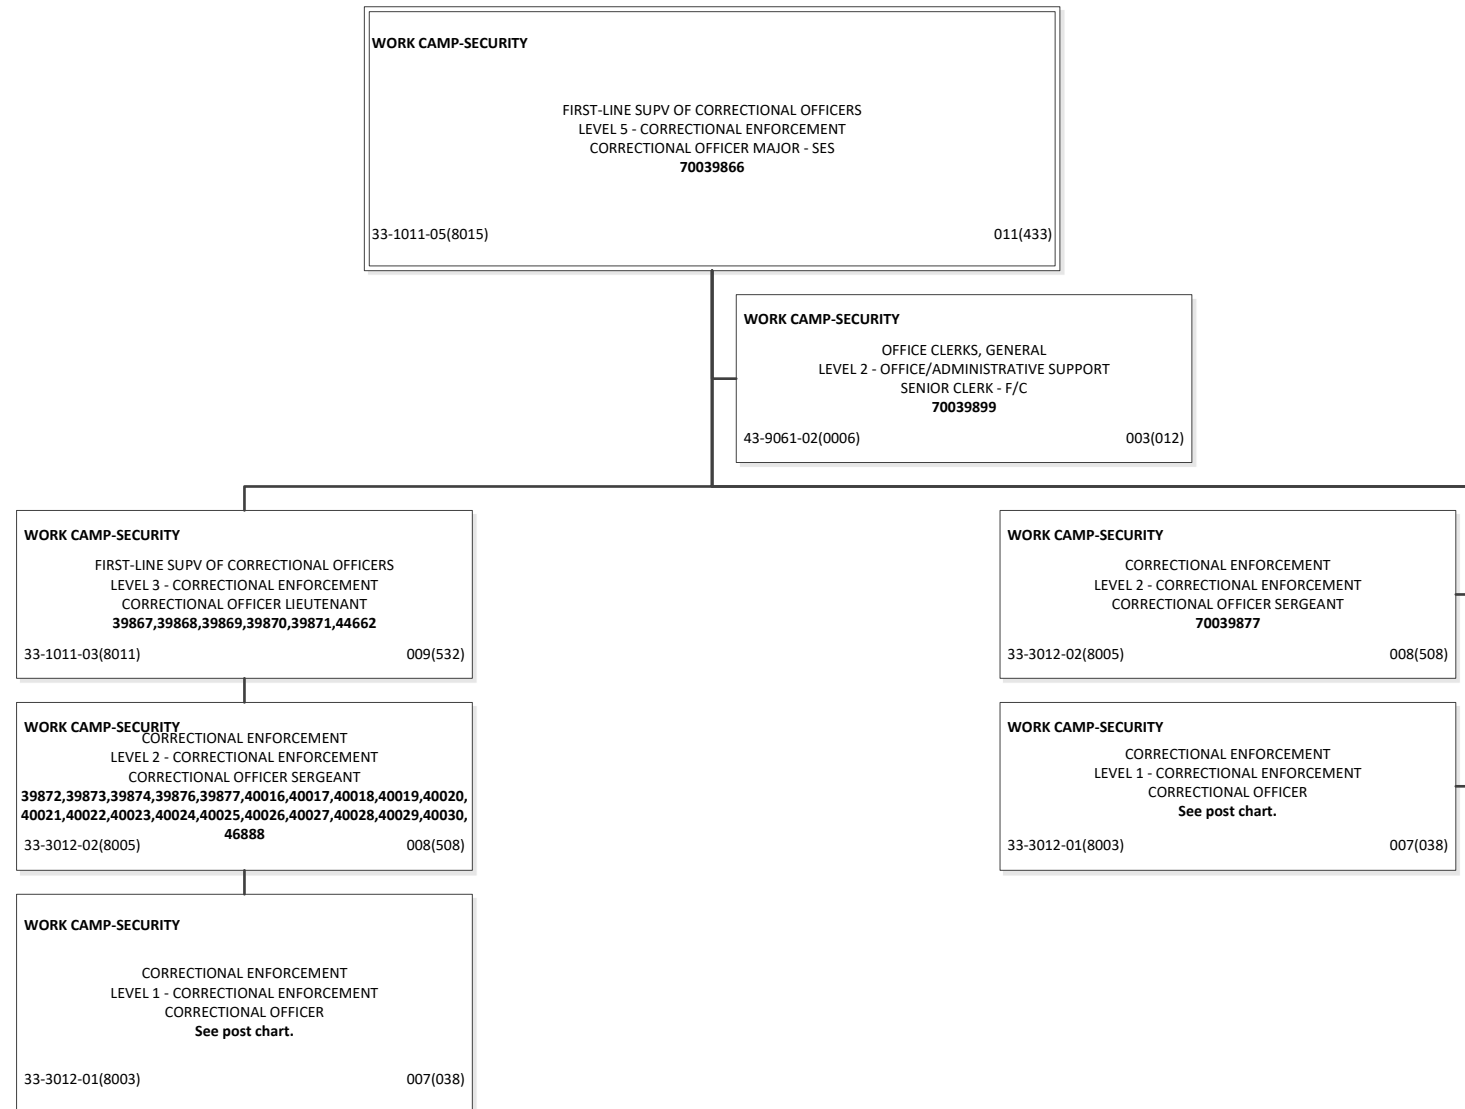 WORK CAMP-SECURITY
FIRST-LINE SUPV OF CORRECTIONAL OFFICERS
LEVEL 5 - CORRECTIONAL ENFORCEMENT
CORRECTIONAL OFFICER MAJOR - SES
70039866
33-1011-05(8015) 011(433)
WORK CAMP-SECURITY
OFFICE CLERKS, GENERAL
LEVEL 2 - OFFICE/ADMINISTRATIVE SUPPORT
SENIOR CLERK - F/C
70039899
43-9061-02(0006) 003(012)
WORK CAMP-SECURITY
FIRST-LINE SUPV OF CORRECTIONAL OFFICERS
LEVEL 3 - CORRECTIONAL ENFORCEMENT
CORRECTIONAL OFFICER LIEUTENANT
39867,39868,39869,39870,39871,44662
33-1011-03(8011) 009(532)
WORK CAMP-SECURITY
CORRECTIONAL ENFORCEMENT
LEVEL 2 - CORRECTIONAL ENFORCEMENT
CORRECTIONAL OFFICER SERGEANT
70039877
33-3012-02(8005) 008(508)
WORK CAMP-SECURITY
CORRECTIONAL ENFORCEMENT
LEVEL 2 - CORRECTIONAL ENFORCEMENT
CORRECTIONAL OFFICER SERGEANT
39872,39873,39874,39876,39877,40016,40017,40018,40019,40020,
40021,40022,40023,40024,40025,40026,40027,40028,40029,40030,
46888
33-3012-02(8005) 008(508)
WORK CAMP-SECURITY
CORRECTIONAL ENFORCEMENT
LEVEL 1 - CORRECTIONAL ENFORCEMENT
CORRECTIONAL OFFICER
See post chart.
33-3012-01(8003) 007(038)
WORK CAMP-SECURITY
CORRECTIONAL ENFORCEMENT
LEVEL 1 - CORRECTIONAL ENFORCEMENT
CORRECTIONAL OFFICER
See post chart.
33-3012-01(8003) 007(038)